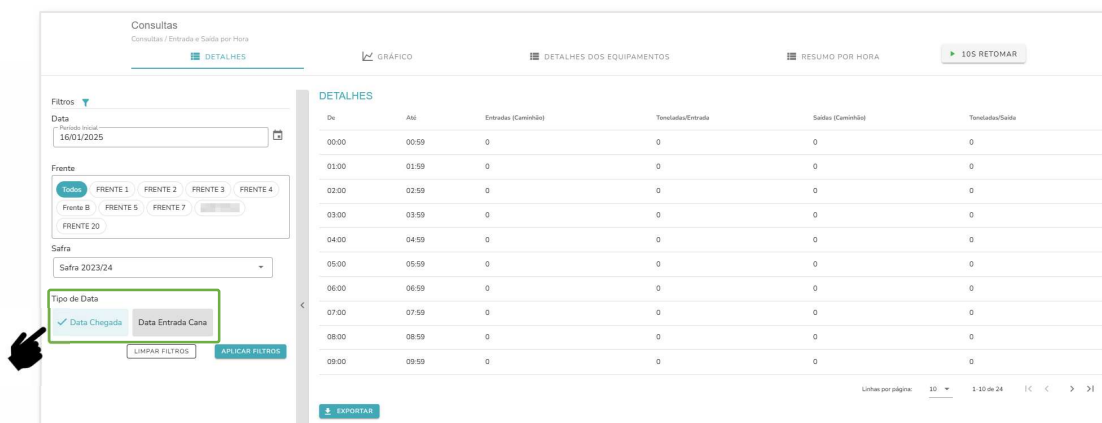 Consultas
Consultas / Entrada e Saída por Hora
DETALHES
GRÁFICO
DETALHES DOS EQUIPAMENTOS
RESUMO POR HORA
10S RETOMAR
Filtros
Data
Período Inicial
16/01/2025
Frente
Todos FRENTE 1 FRENTE 2 FRENTE 3 FRENTE 4
Frente B FRENTE 5 FRENTE 7
FRENTE 20
Safra
Safra 2023/24
Tipo de Data
Data Chegada Data Entrada Cana
LIMPAR FILTROS APLICAR FILTROS
DETALHES
De Até Entradas (Caminhão) Toneladas/Entrada Saídas (Caminhão) Toneladas/Saída
00:00 00:59 0 0 0 0
01:00 01:59 0 0 0 0
02:00 02:59 0 0 0 0
03:00 03:59 0 0 0 0
04:00 04:59 0 0 0 0
05:00 05:59 0 0 0 0
06:00 06:59 0 0 0 0
07:00 07:59 0 0 0 0
08:00 08:59 0 0 0 0
09:00 09:59 0 0 0 0
Linhas por página: 10 1-10 de 24
EXPORTAR